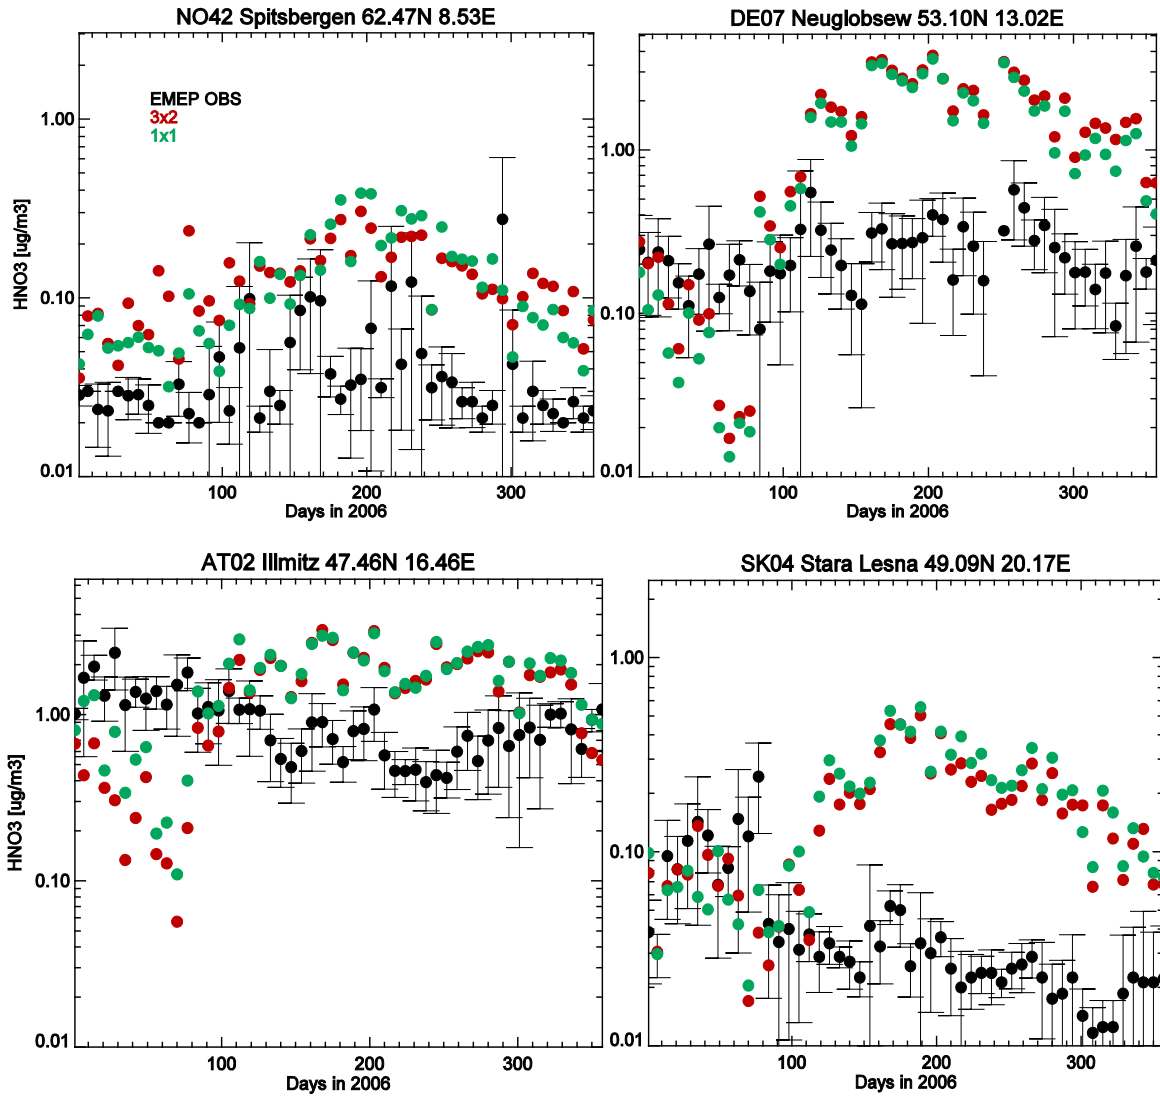 NO42 Spitsbergen 62.47N 8.53E
EMEP OBS
3x2
1x1
HNO3 [ug/m3]
1.00
0.10
0.01
100
200
300
Days in 2006
DE07 Neuglobsew 53.10N 13.02E
1.00
0.10
0.01
100
200
300
Days in 2006
AT02 Illmitz 47.46N 16.46E
HNO3 [ug/m3]
1.00
0.10
0.01
100
200
300
Days in 2006
SK04 Stara Lesna 49.09N 20.17E
1.00
0.10
0.01
100
200
300
Days in 2006